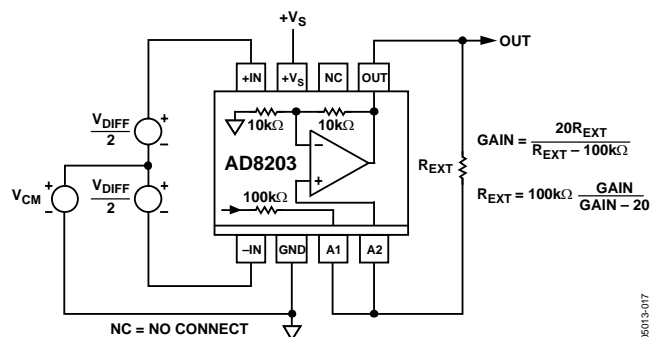 +VS
OUT
+IN
+VS
NC
OUT
VDIFF
2
10kΩ
10kΩ
AD8203
VCM
VDIFF
2
100kΩ
REXT
GAIN = 20REXT / REXT – 100kΩ
REXT = 100kΩ GAIN / GAIN – 20
–IN
GND
A1
A2
NC = NO CONNECT
05013-017